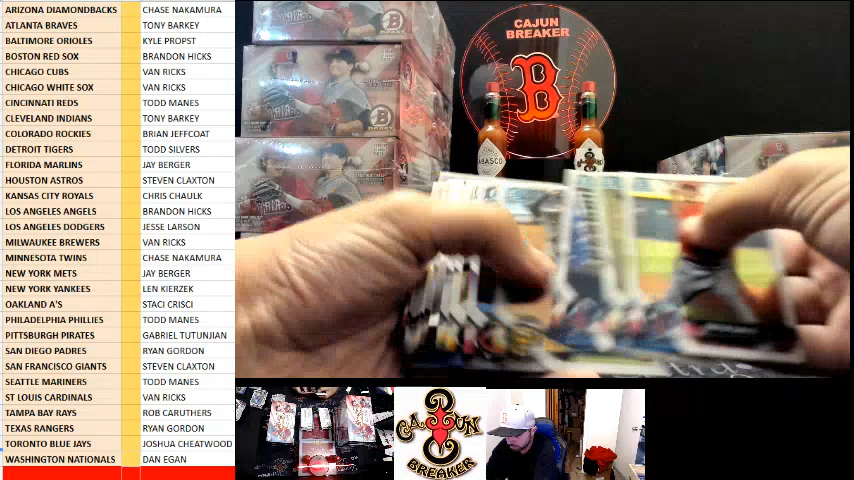 ARIZONA DIAMONDBACKS CHASE NAKAMURA
ATLANTA BRAVES TONY BARKEY
BALTIMORE ORIOLES KYLE PROPST
BOSTON RED SOX BRANDON HICKS
CHICAGO CUBS VAN RICKS
CHICAGO WHITE SOX VAN RICKS
CINCINNATI REDS TODD MANES
CLEVELAND INDIANS TONY BARKEY
COLORADO ROCKIES BRIAN JEFFCOAT
DETROIT TIGERS TODD SILVERS
FLORIDA MARLINS JAY BERGER
HOUSTON ASTROS STEVEN CLAXTON
KANSAS CITY ROYALS CHRIS CHAULK
LOS ANGELES ANGELS BRANDON HICKS
LOS ANGELES DODGERS JESSE LARSON
MILWAUKEE BREWERS VAN RICKS
MINNESOTA TWINS CHASE NAKAMURA
NEW YORK METS JAY BERGER
NEW YORK YANKEES LEN KIERZEK
OAKLAND A'S STACI CRISCI
PHILADELPHIA PHILLIES TODD MANES
PITTSBURGH PIRATES GABRIEL TUTUNJIAN
SAN DIEGO PADRES RYAN GORDON
SAN FRANCISCO GIANTS STEVEN CLAXTON
SEATTLE MARINERS TODD MANES
ST LOUIS CARDINALS VAN RICKS
TAMPA BAY RAYS ROB CARUTHERS
TEXAS RANGERS RYAN GORDON
TORONTO BLUE JAYS JOSHUA CHEATWOOD
WASHINGTON NATIONALS DAN EGAN
CAJUN
BREAKER
B
TABASCO
CAJUN
BREAKER